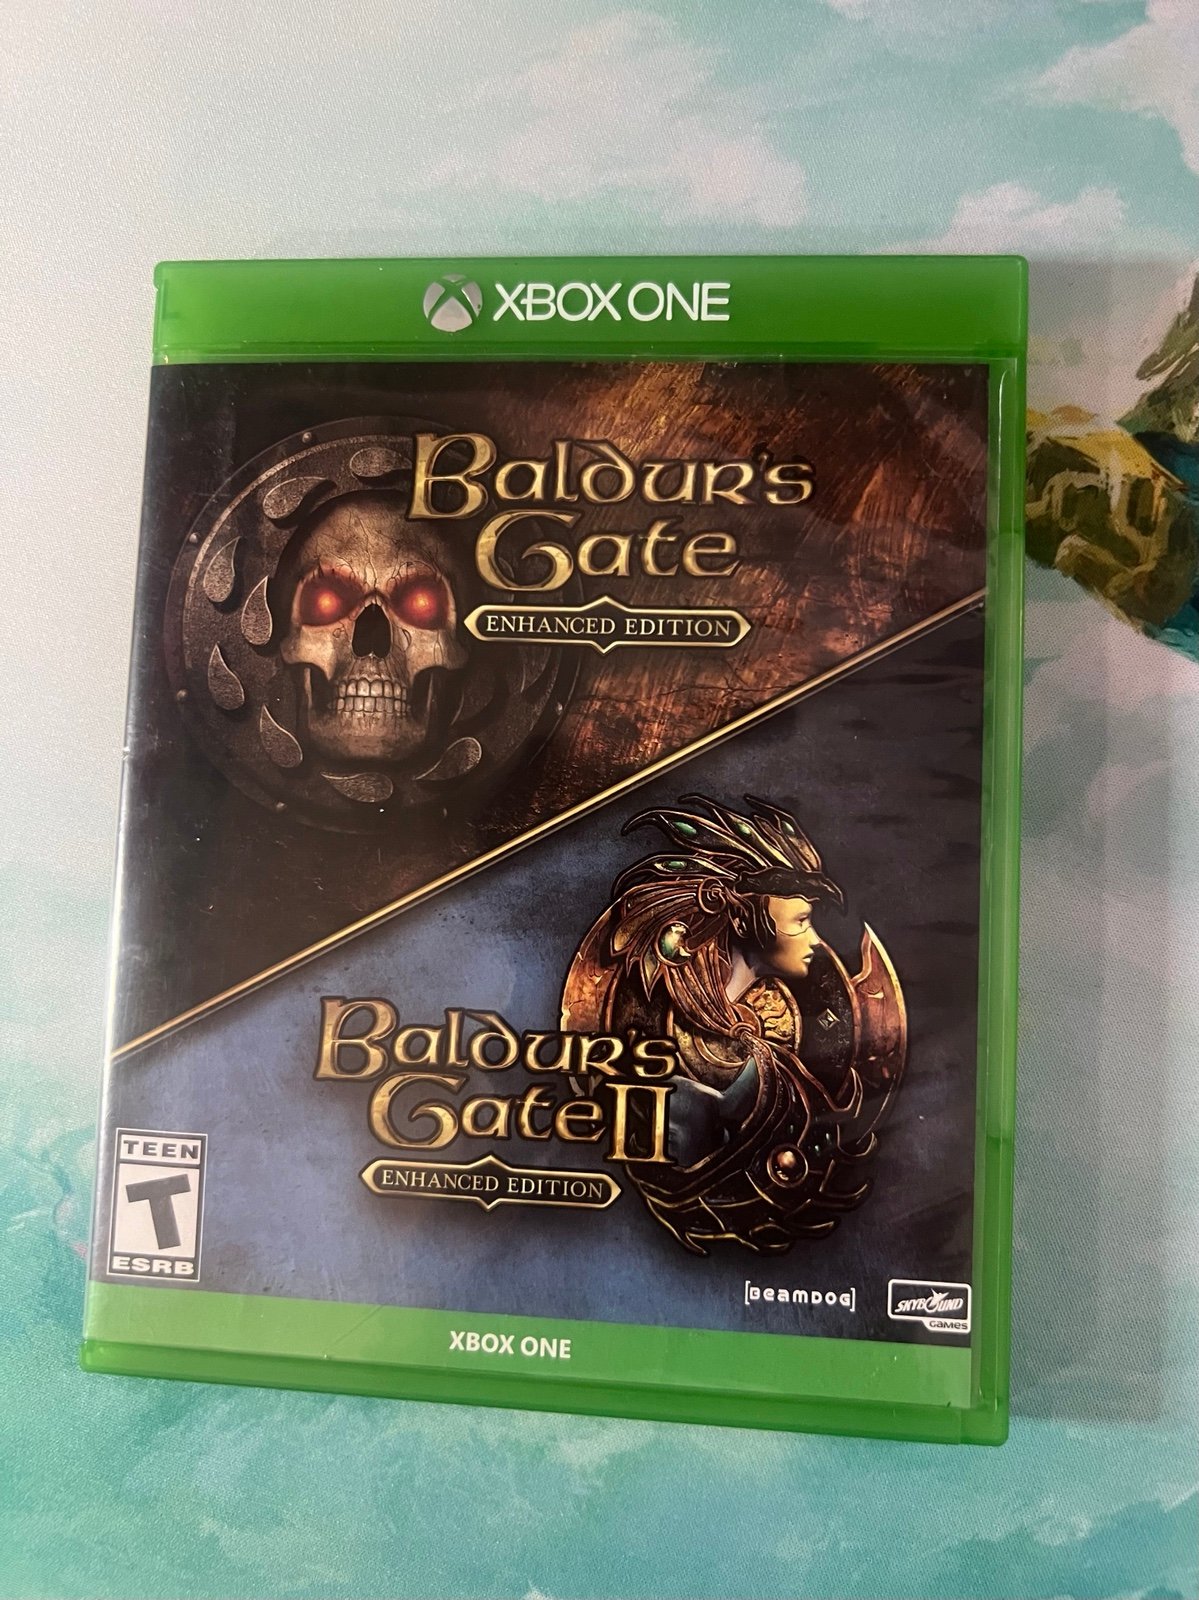 XBOX ONE
Baldur's
Gate
ENHANCED EDITION
Baldur's
Gate II
ENHANCED EDITION
TEEN
T
ESRB
[BEAMDOG]
SKYBOUND
GAMES
XBOX ONE